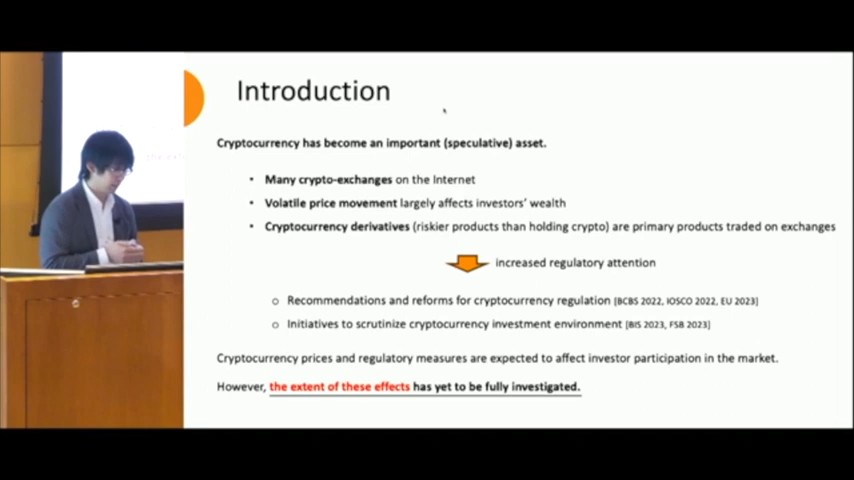 Introduction
Cryptocurrency has become an important (speculative) asset.
• Many crypto-exchanges on the Internet
• Volatile price movement largely affects investors' wealth
• Cryptocurrency derivatives (riskier products than holding crypto) are primary products traded on exchanges
increased regulatory attention
○ Recommendations and reforms for cryptocurrency regulation [BCBS 2022, IOSCO 2022, EU 2023]
○ Initiatives to scrutinize cryptocurrency investment environment [BIS 2023, FSB 2023]
Cryptocurrency prices and regulatory measures are expected to affect investor participation in the market.
However, the extent of these effects has yet to be fully investigated.